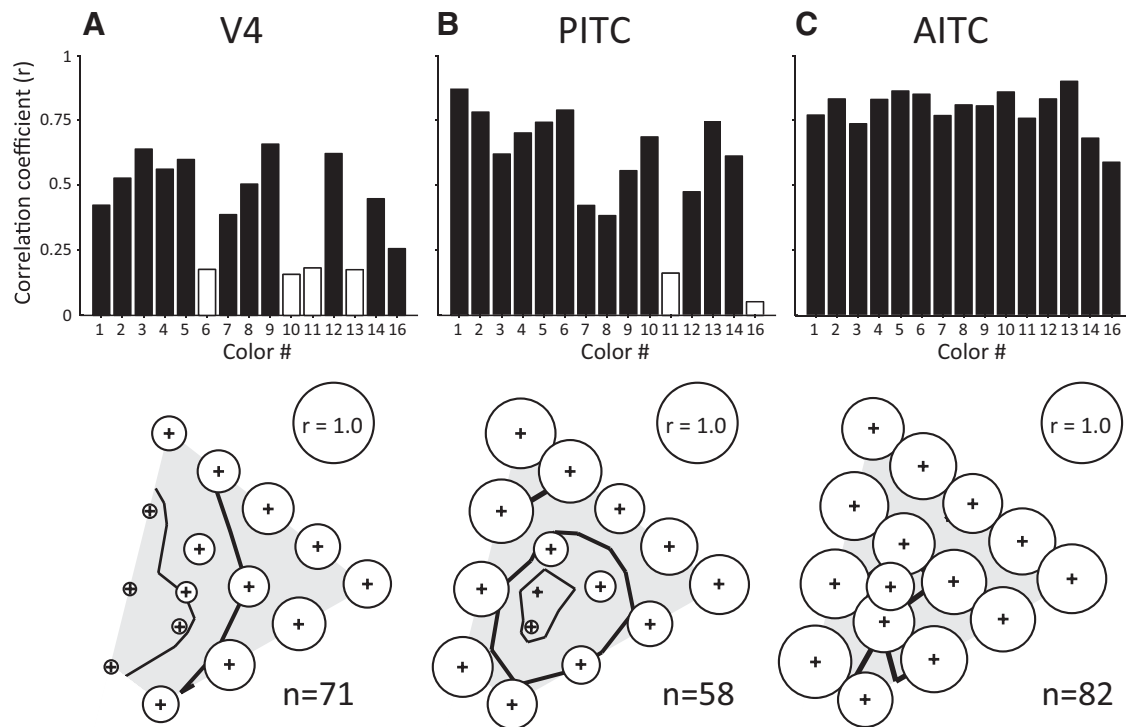 A V4
B PITC
C AITC
Correlation coefficient (r)
1
0.75
0.5
0.25
0
1 2 3 4 5 6 7 8 9 10 11 12 13 14 16
Color #
1 2 3 4 5 6 7 8 9 10 11 12 13 14 16
Color #
1 2 3 4 5 6 7 8 9 10 11 12 13 14 16
Color #
r = 1.0
n=71
r = 1.0
n=58
r = 1.0
n=82